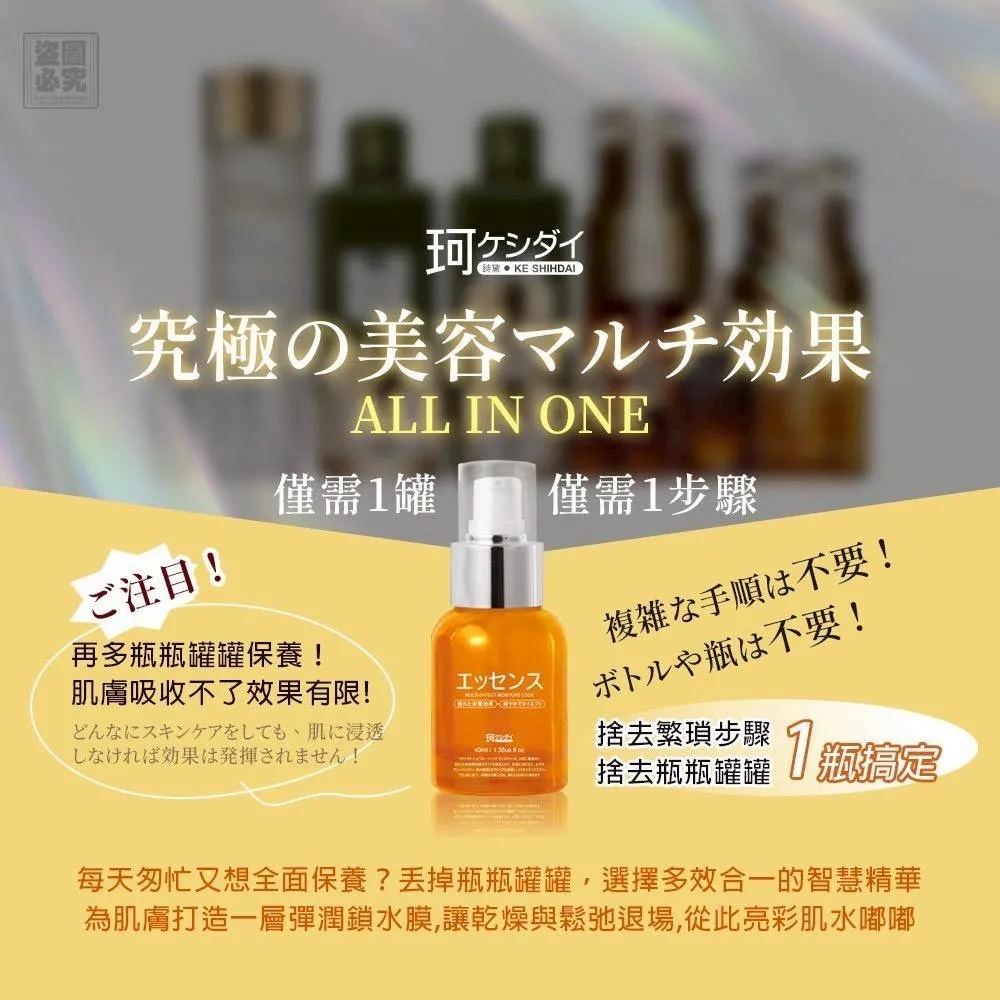 盜圖
必究
珂ケシダイ
詩黛•KE SHIHDAI
究極の美容マルチ効果
ALL IN ONE
僅需1罐 僅需1步驟
ご注目！
再多瓶瓶罐罐保養！
肌膚吸收不了效果有限!
どんなにスキンケアをしても、肌に浸透
しなければ効果は発揮されません！
複雑な手順は不要！
ボトルや瓶は不要！
捨去繁瑣步驟
捨去瓶瓶罐罐
1瓶搞定
エッセンス
MULTI-EFFECT MOISTURE LOCK
珂ケシダイ
40ml / 1.35us fl oz
每天匆忙又想全面保養？丟掉瓶瓶罐罐，選擇多效合一的智慧精華
為肌膚打造一層彈潤鎖水膜,讓乾燥與鬆弛退場,從此亮彩肌水嘟嘟